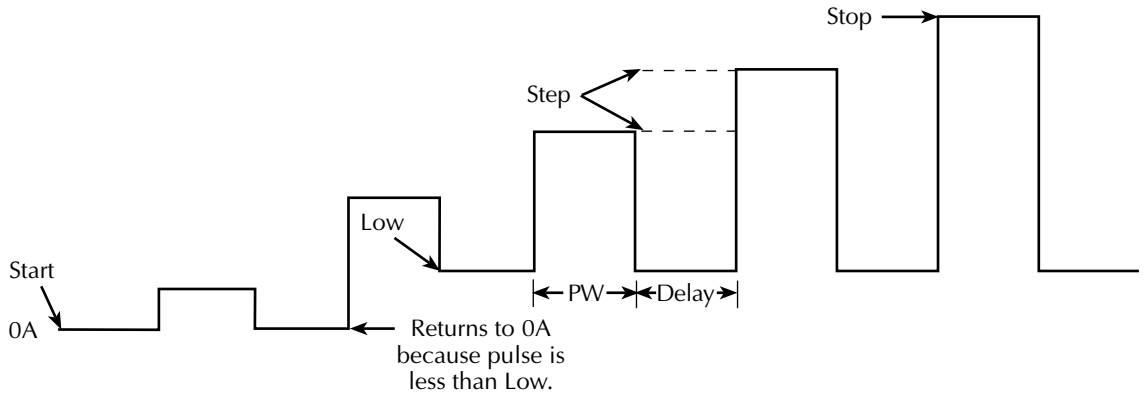 Stop
Step
Low
Start
PW
Delay
0A
Returns to 0A
because pulse is
less than Low.